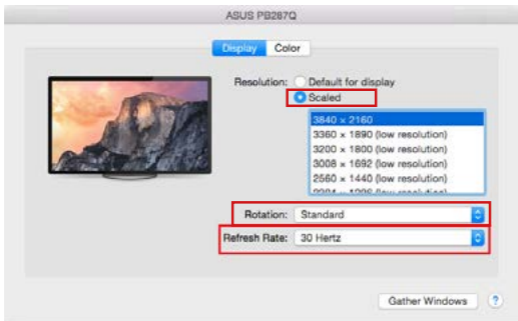 ASUS PB287Q
Display Color
Resolution: Default for display
Scaled
3840 × 2160
3360 × 1890 (low resolution)
3200 × 1800 (low resolution)
3008 × 1692 (low resolution)
2560 × 1440 (low resolution)
Rotation: Standard
Refresh Rate: 30 Hertz
Gather Windows ?